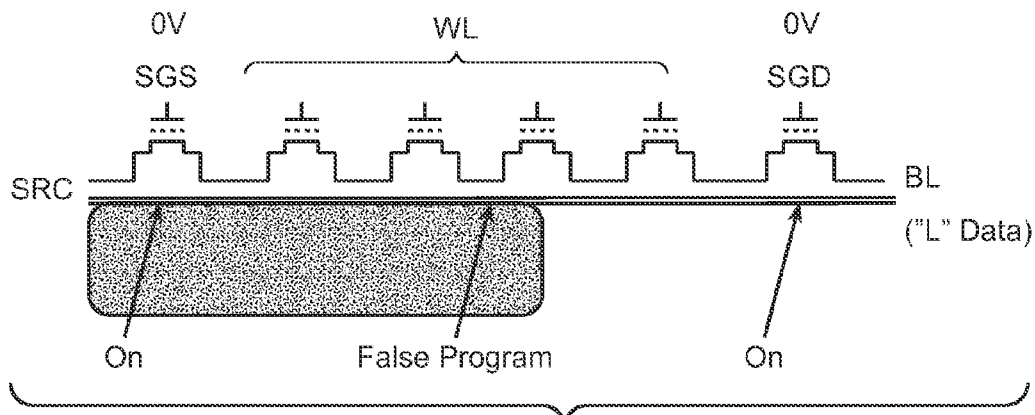 0V WL 0V
SGS SGD
SRC BL
("L" Data)
On False Program On